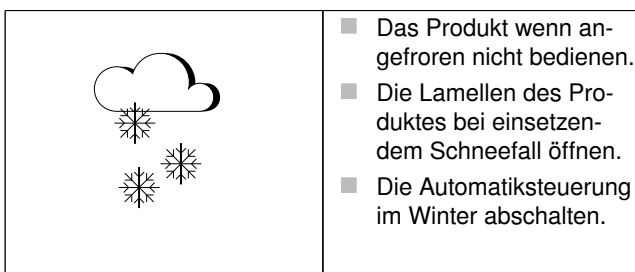 Das Produkt wenn an-
gefroren nicht bedienen.
Die Lamellen des Pro-
duktes bei einsetzen-
dem Schneefall öffnen.
Die Automatiksteuerung
im Winter abschalten.